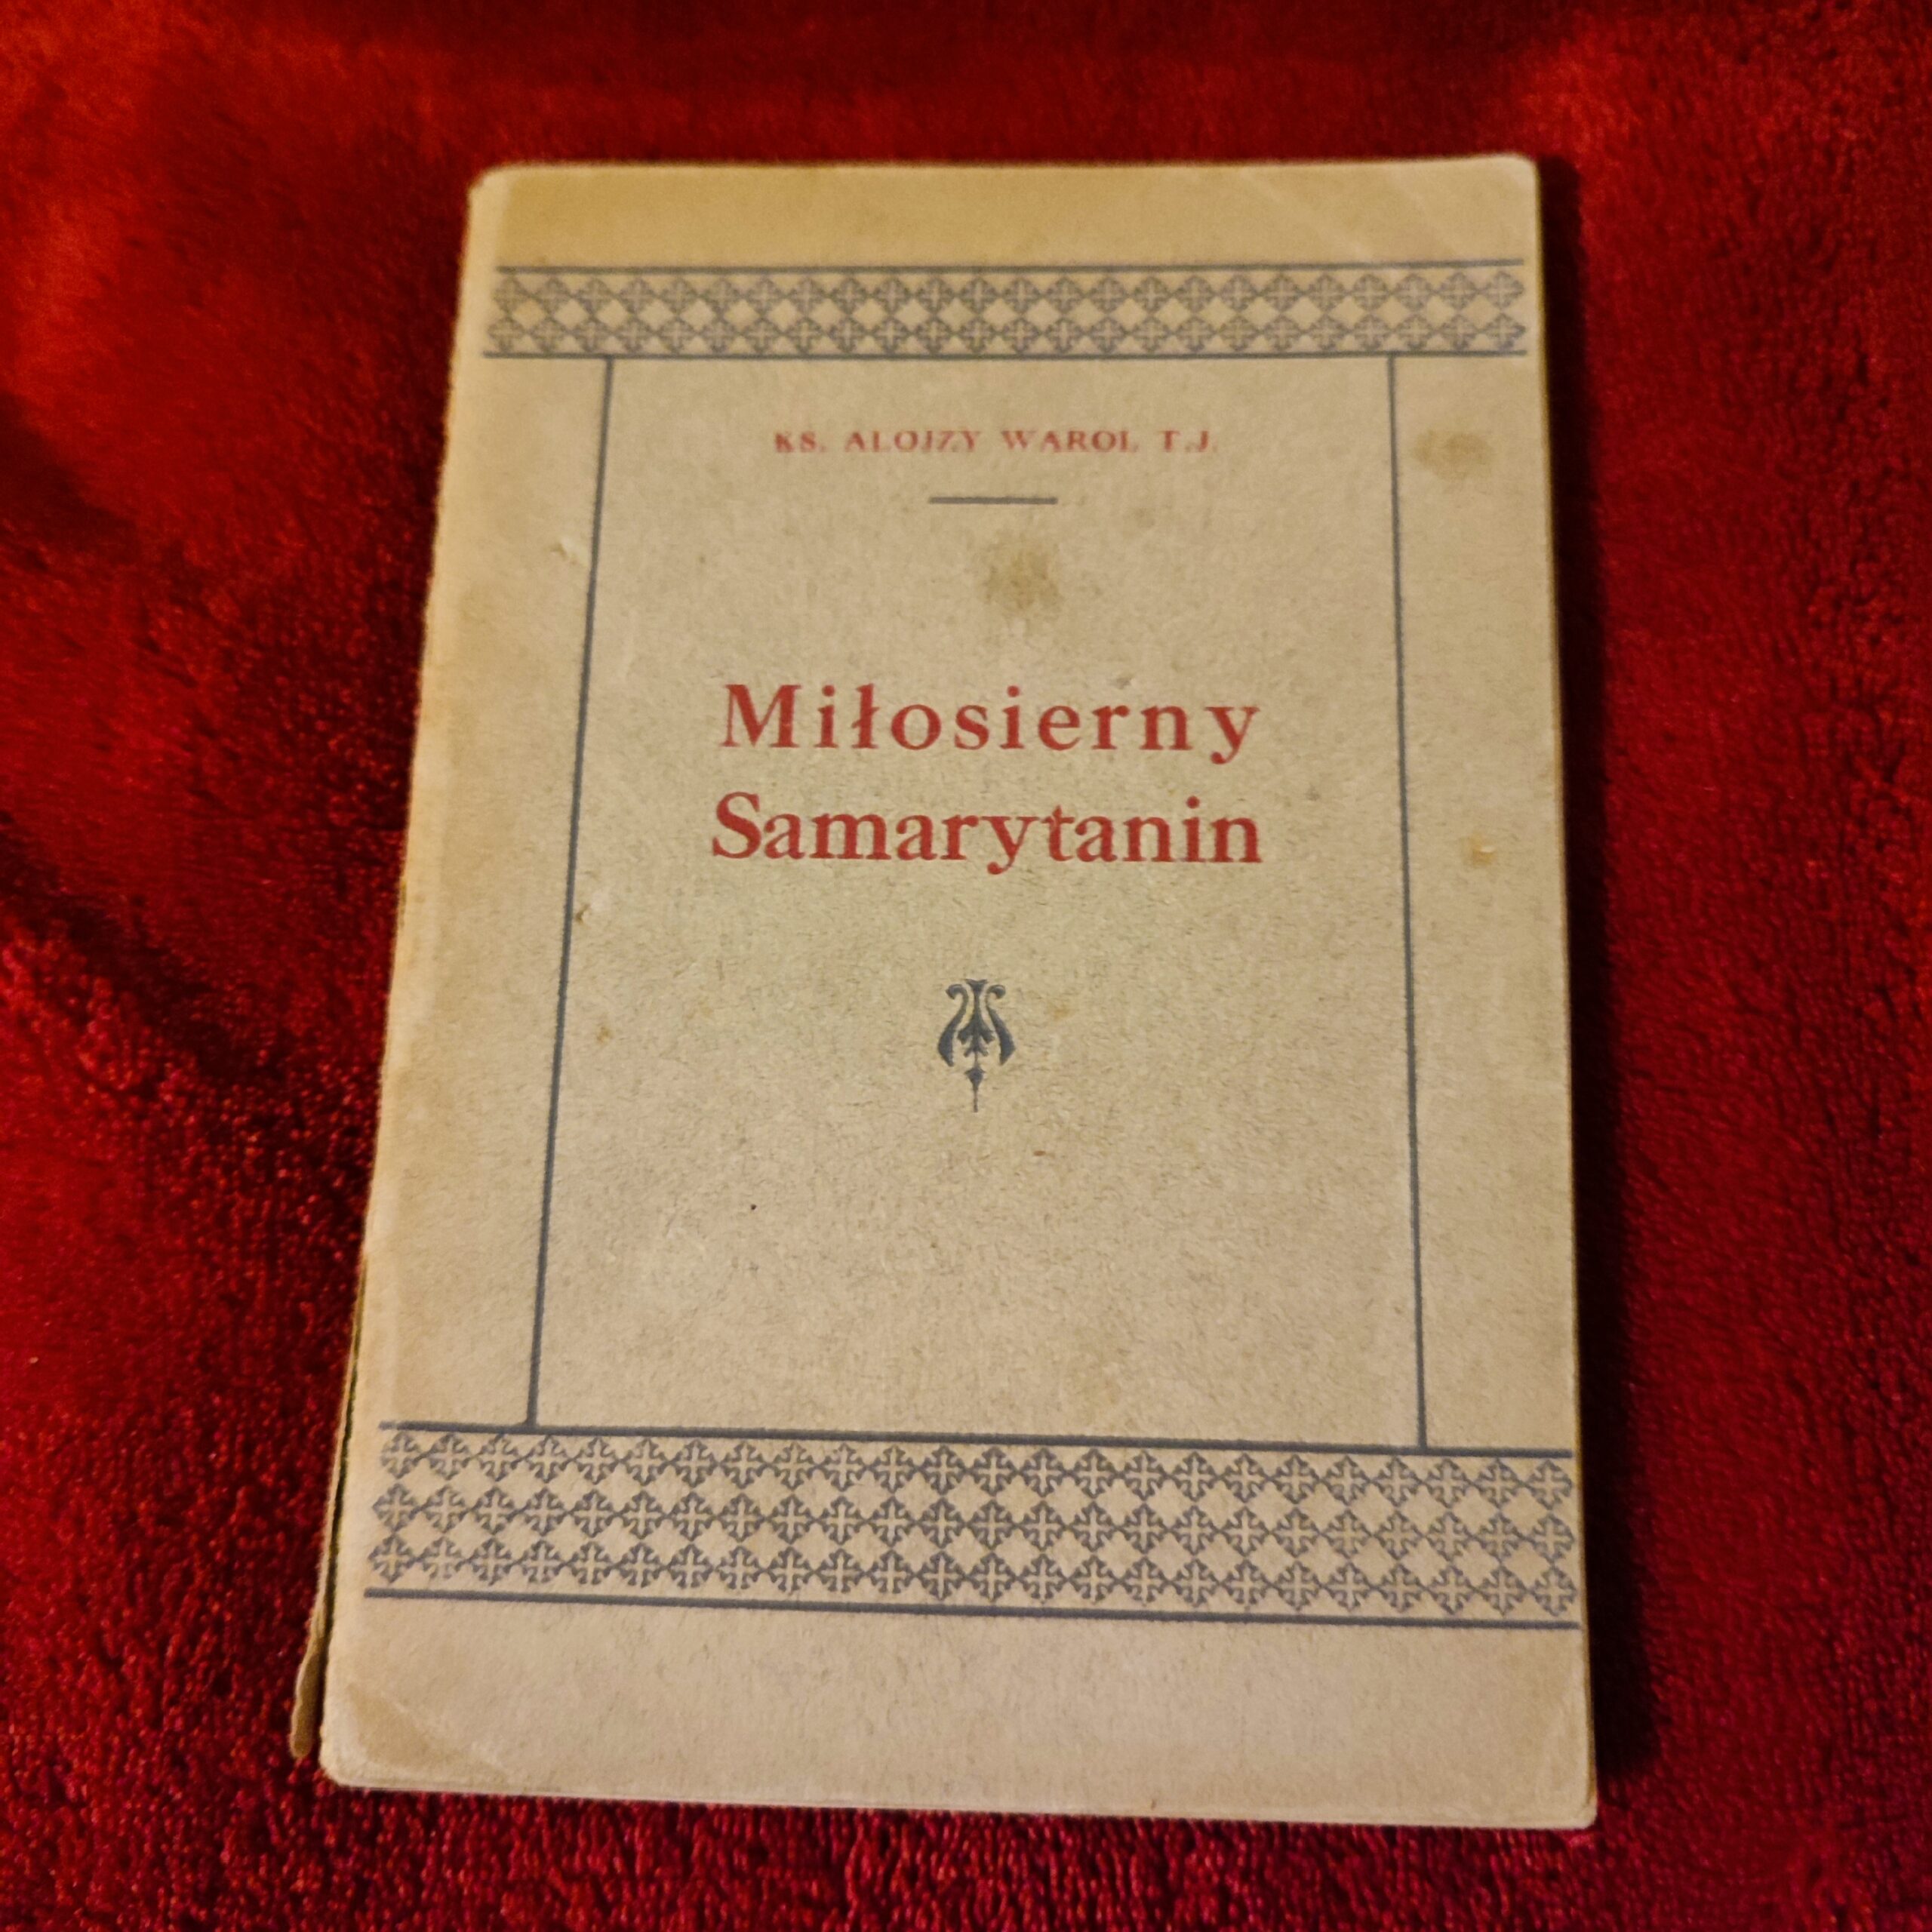 KS. ALOJZY WAROL T.J.
Miłosierny
Samarytanin